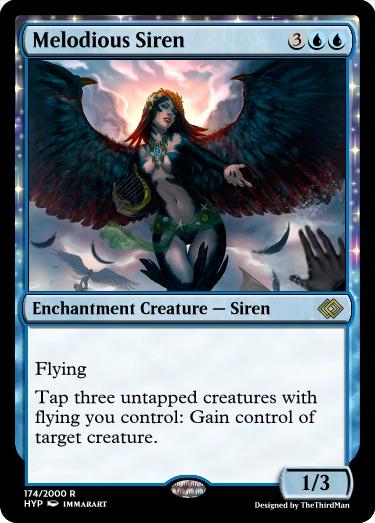 Melodious Siren 3
Enchantment Creature — Siren
Flying
Tap three untapped creatures with
flying you control: Gain control of
target creature.
1/3
174/2000 R
HYP IMMARART
Designed by TheThirdMan